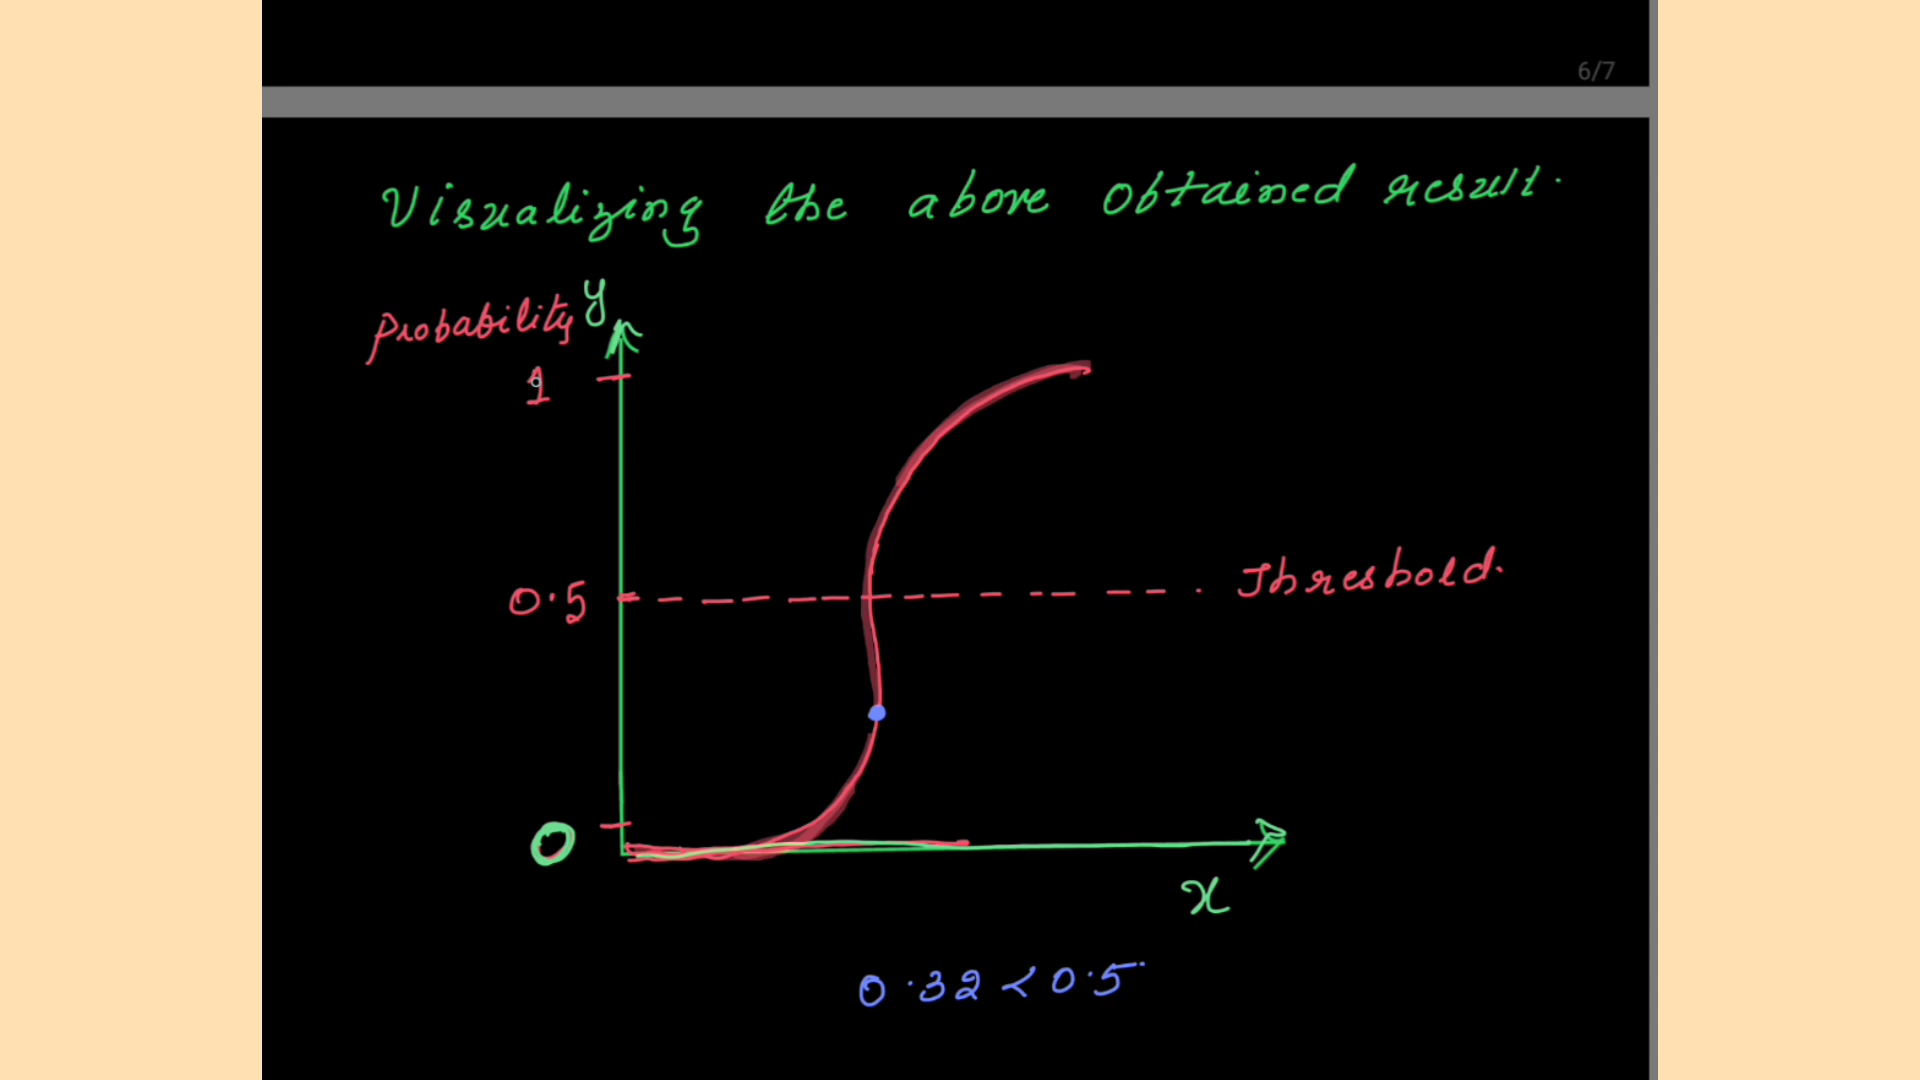 6/7
Visualizing the above obtained result.
Probability y
1
0.5
Threshold.
0
x
0.32 < 0.5